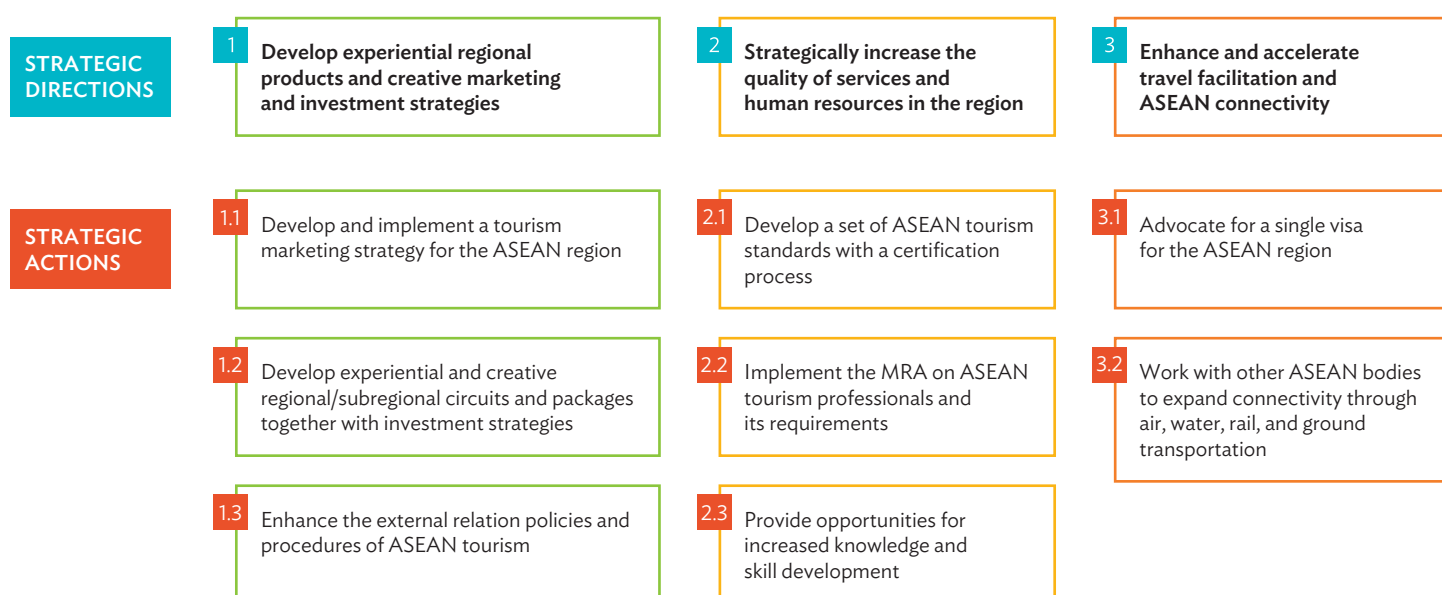 STRATEGIC
DIRECTIONS
1
Develop experiential regional
products and creative marketing
and investment strategies
2
Strategically increase the
quality of services and
human resources in the region
3
Enhance and accelerate
travel facilitation and
ASEAN connectivity
STRATEGIC
ACTIONS
1.1
Develop and implement a tourism
marketing strategy for the ASEAN region
2.1
Develop a set of ASEAN tourism
standards with a certification
process
3.1
Advocate for a single visa
for the ASEAN region
1.2
Develop experiential and creative
regional/subregional circuits and packages
together with investment strategies
2.2
Implement the MRA on ASEAN
tourism professionals and
its requirements
3.2
Work with other ASEAN bodies
to expand connectivity through
air, water, rail, and ground
transportation
1.3
Enhance the external relation policies and
procedures of ASEAN tourism
2.3
Provide opportunities for
increased knowledge and
skill development